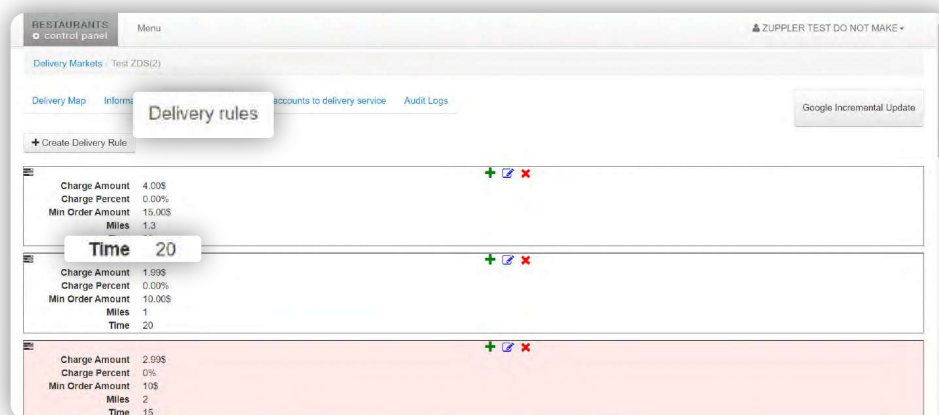 RESTAURANTS Menu ZUPPLER TEST DO NOT MAKE
control panel
Delivery Markets Test ZDS(2)
Delivery Map Delivery rules accounts to delivery service Audit Logs
Google Incremental Update
+ Create Delivery Rule
Charge Amount 4.00$
Charge Percent 0.00%
Min Order Amount 15.00$
Miles 1.3
Time 20
Charge Amount 1.99$
Charge Percent 0.00%
Min Order Amount 10.00$
Miles 1
Time 20
Charge Amount 2.99$
Charge Percent 0%
Min Order Amount 10$
Miles 2
Time 15